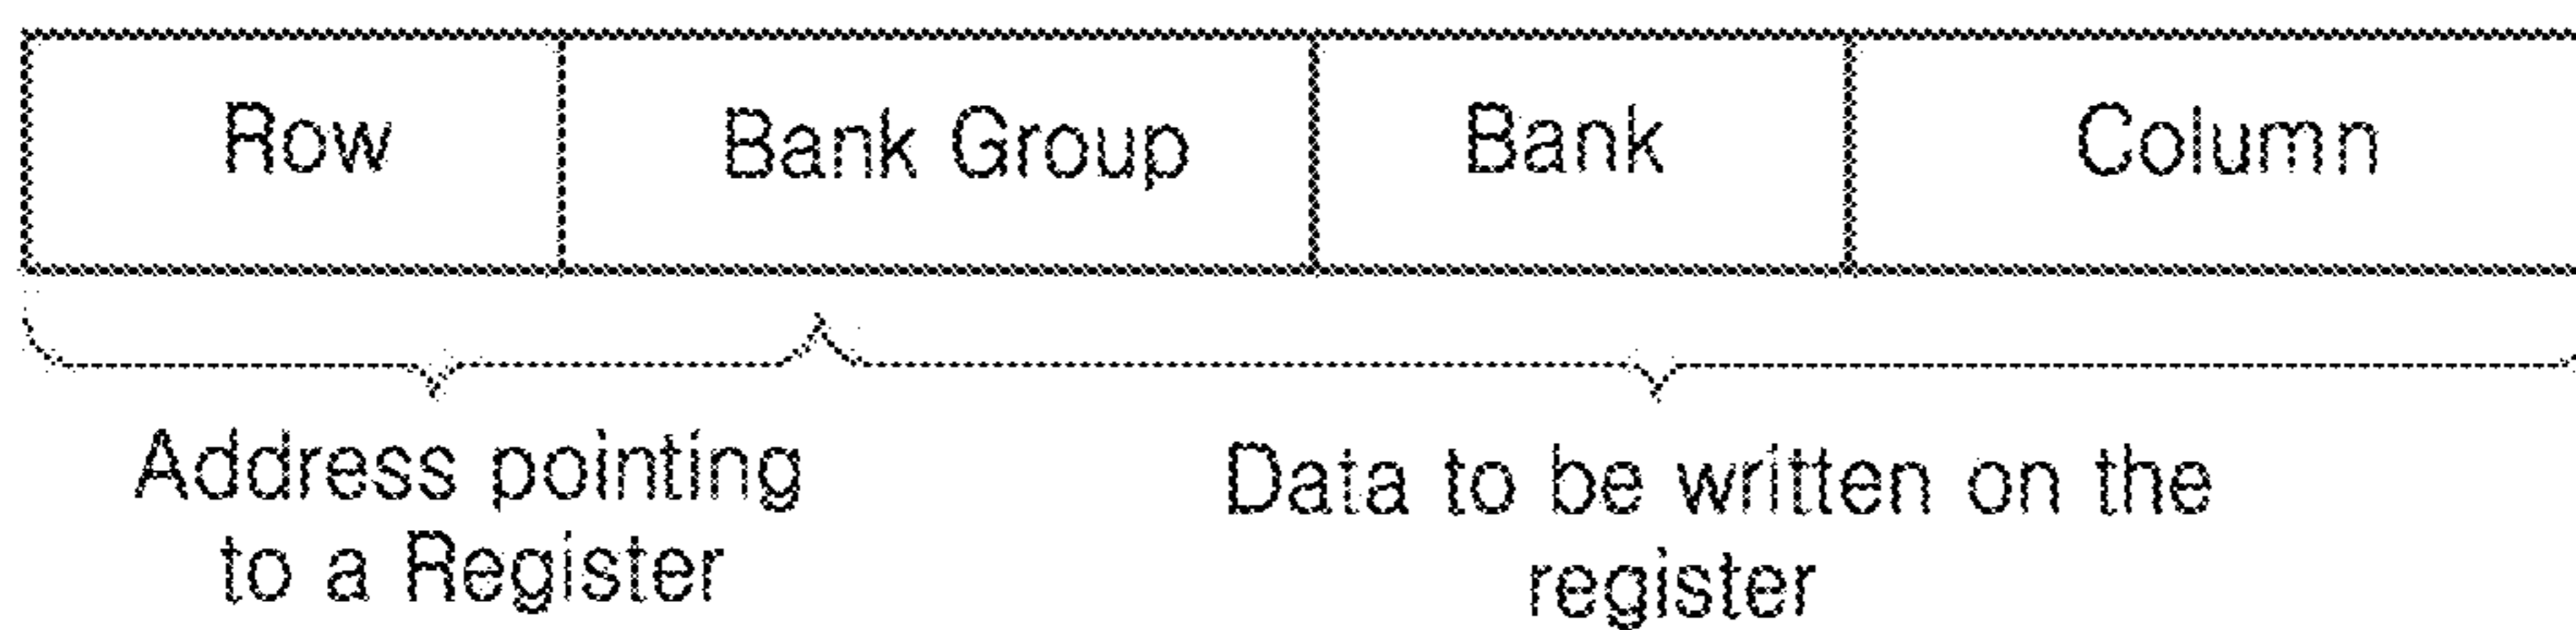 Row Bank Group Bank Column
Address pointing
to a Register
Data to be written on the
register